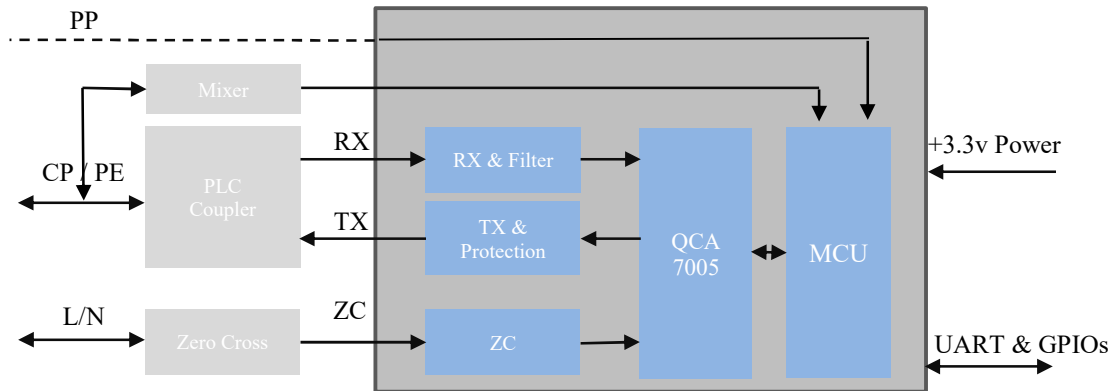 PP
Mixer
RX
RX & Filter
+3.3v Power
CP / PE
PLC
Coupler
TX
TX &
Protection
QCA
7005
MCU
L/N
ZC
Zero Cross
ZC
UART & GPIOs